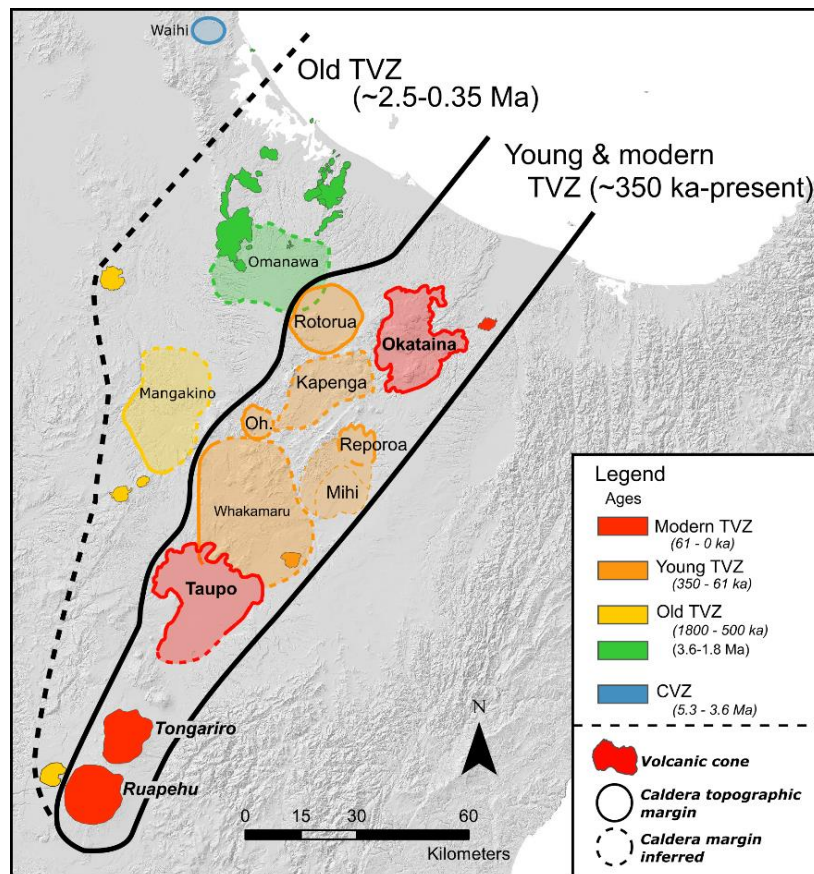 Waihi
Old TVZ
(~2.5-0.35 Ma)
Young & modern
TVZ (~350 ka-present)
Omanawa
Rotorua
Okataina
Mangakino
Kapenga
Oh.
Reporoa
Mihi
Whakamaru
Taupo
Tongariro
Ruapehu
N
0 15 30 60
Kilometers
Legend
Ages
Modern TVZ
(61 - 0 ka)
Young TVZ
(350 - 61 ka)
Old TVZ
(1800 - 500 ka)
(3.6-1.8 Ma)
CVZ
(5.3 - 3.6 Ma)
Volcanic cone
Caldera topographic
margin
Caldera margin
inferred